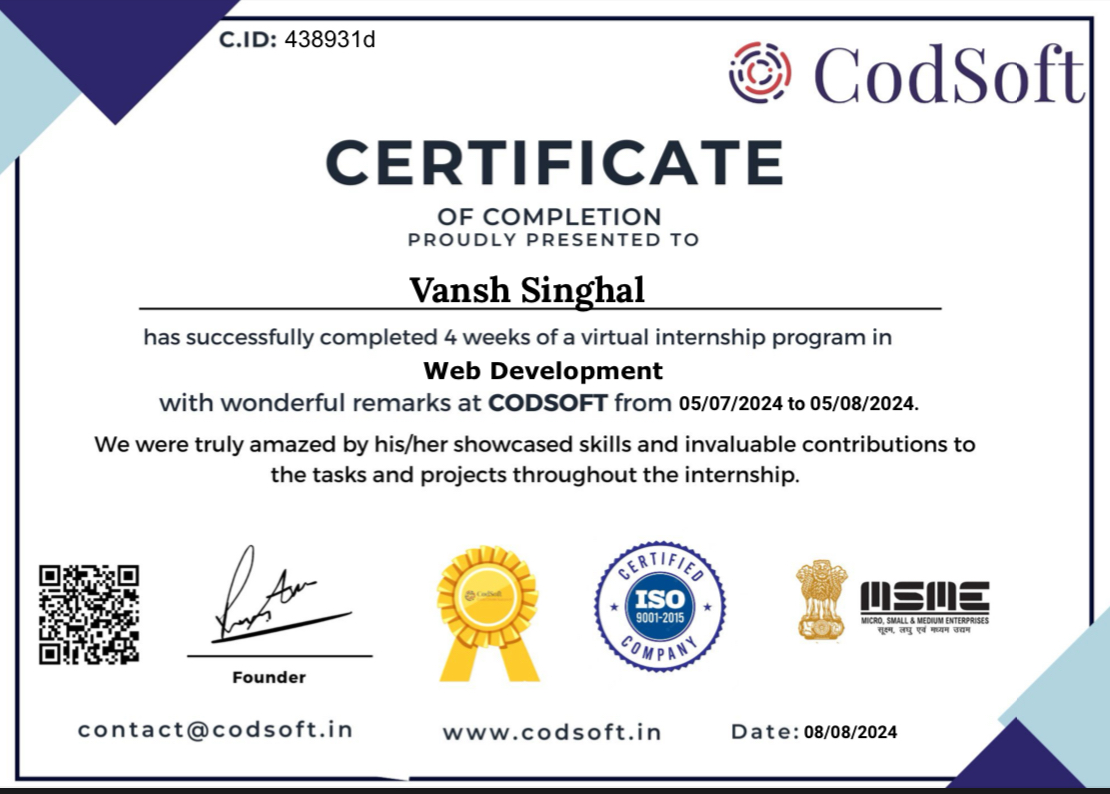 C.ID: 438931d
CodSoft
CERTIFICATE
OF COMPLETION
PROUDLY PRESENTED TO
Vansh Singhal
has successfully completed 4 weeks of a virtual internship program in
Web Development
with wonderful remarks at CODSOFT from 05/07/2024 to 05/08/2024.
We were truly amazed by his/her showcased skills and invaluable contributions to
the tasks and projects throughout the internship.
Founder
CodSoft
CERTIFIED
ISO
9001-2015
COMPANY
MSME
MICRO, SMALL & MEDIUM ENTERPRISES
सूक्ष्म, लघु एवं मध्यम उद्यम
contact@codsoft.in
www.codsoft.in
Date: 08/08/2024